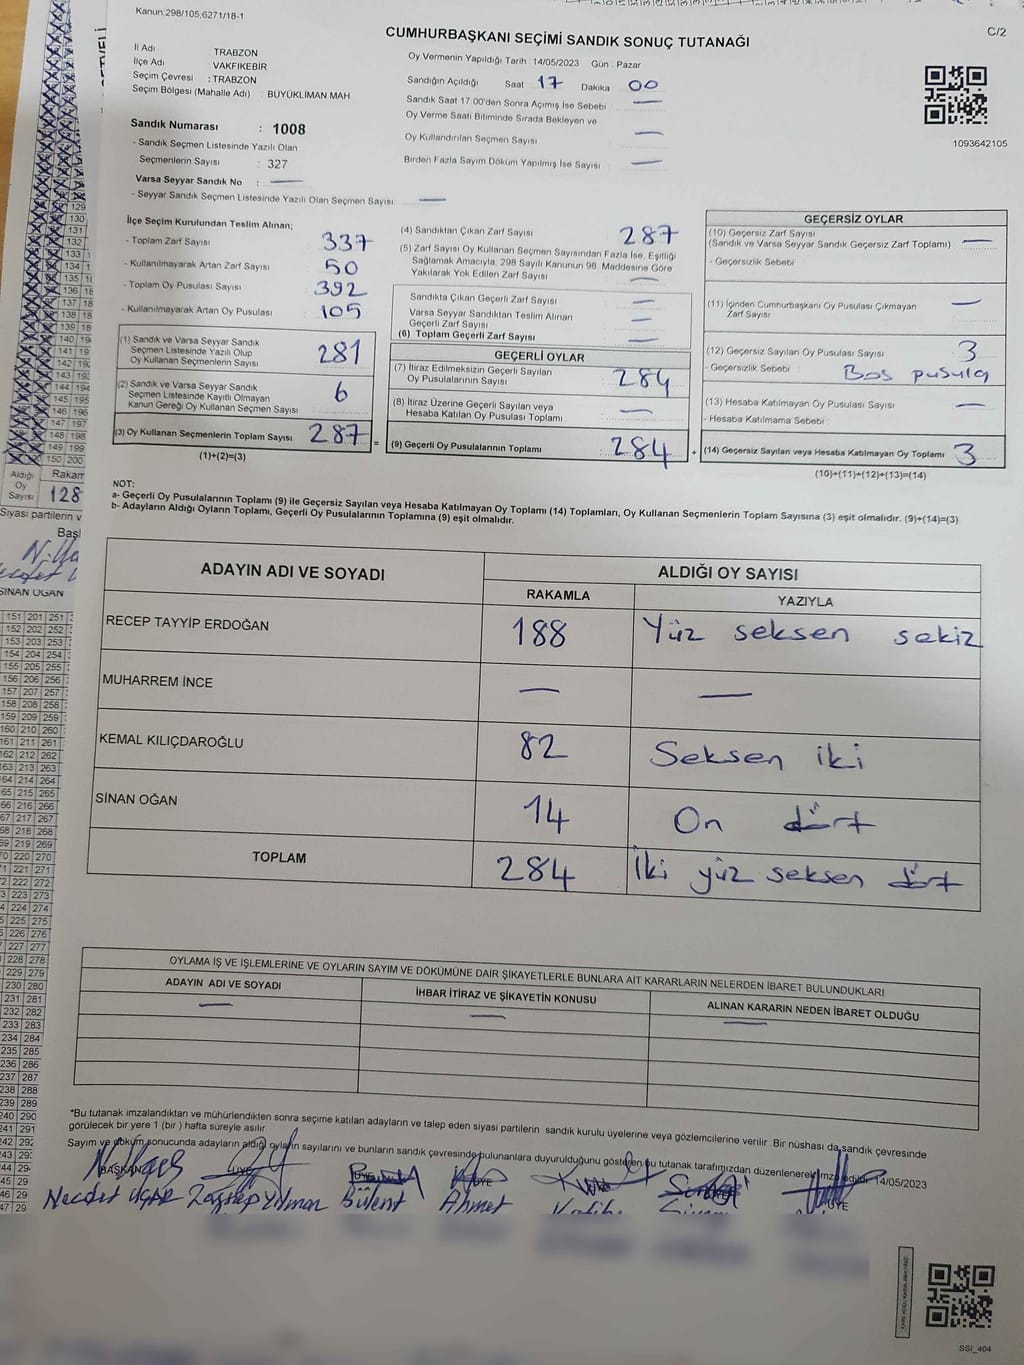 Kanun.298/105;6271/18-1
C/2
CUMHURBAŞKANI SEÇİMİ SANDIK SONUÇ TUTANAĞI
İl Adı TRABZON
İlçe Adı VAKFIKEBİR
Seçim Çevresi : TRABZON
Seçim Bölgesi (Mahalle Adı) : BÜYÜKLİMAN MAH
Oy Vermenin Yapıldığı Tarih : 14/05/2023 Gün : Pazar
Sandığın Açıldığı Saat 17 Dakika 00
Sandık Saat 17:00'den Sonra Açımış İse Sebebi —
Oy Verme Saati Bitiminde Sırada Bekleyen ve
Oy Kullandırılan Seçmen Sayısı —
Birden Fazla Sayım Döküm Yapılmış İse Sayısı —
1093642105
Sandık Numarası : 1008
- Sandık Seçmen Listesinde Yazılı Olan
Seçmenlerin Sayısı : 327
Varsa Seyyar Sandık No : —
- Seyyar Sandık Seçmen Listesinde Yazılı Olan Seçmen Sayısı —
İlçe Seçim Kurulundan Teslim Alınan;
- Toplam Zarf Sayısı 337
- Kullanılmayarak Artan Zarf Sayısı 50
- Toplam Oy Pusulası Sayısı 392
- Kullanılmayarak Artan Oy Pusulası 105
(1) Sandık ve Varsa Seyyar Sandık
Seçmen Listesinde Yazılı Olup
Oy Kullanan Seçmenlerin Sayısı 281
(2) Sandık ve Varsa Seyyar Sandık
Seçmen Listesinde Kayıtlı Olmayan
Kanun Gereği Oy Kullanan Seçmen Sayısı 6
(3) Oy Kullanan Seçmenlerin Toplam Sayısı 287 =
(1)+(2)=(3)
(4) Sandıktan Çıkan Zarf Sayısı 287
(5) Zarf Sayısı Oy Kullanan Seçmen Sayısından Fazla İse, Eşitliği
Sağlamak Amacıyla, 298 Sayılı Kanunun 98. Maddesine Göre
Yakılarak Yok Edilen Zarf Sayısı —
Sandıkta Çıkan Geçerli Zarf Sayısı —
Varsa Seyyar Sandıktan Teslim Alınan
Geçerli Zarf Sayısı —
(6) Toplam Geçerli Zarf Sayısı —
GEÇERLİ OYLAR
(7) İtiraz Edilmeksizin Geçerli Sayılan
Oy Pusulalarının Sayısı 284
(8) İtiraz Üzerine Geçerli Sayılan veya
Hesaba Katılan Oy Pusulası Toplamı —
(9) Geçerli Oy Pusulalarının Toplamı : 284 +
GEÇERSİZ OYLAR
(10) Geçersiz Zarf Sayısı
(Sandık ve Varsa Seyyar Sandık Geçersiz Zarf Toplamı) —
- Geçersizlik Sebebi
(11) İçinden Cumhurbaşkanı Oy Pusulası Çıkmayan
Zarf Sayısı —
(12) Geçersiz Sayılan Oy Pusulası Sayısı 3
- Geçersizlik Sebebi : Boş pusula
(13) Hesaba Katılmayan Oy Pusulası Sayısı —
- Hesaba Katılmama Sebebi :
(14) Geçersiz Sayılan veya Hesaba Katılmayan Oy Toplamı 3
(10)+(11)+(12)+(13)=(14)
NOT:
a- Geçerli Oy Pusulalarının Toplamı (9) ile Geçersiz Sayılan veya Hesaba Katılmayan Oy Toplamı (14) Toplamları, Oy Kullanan Seçmenlerin Toplam Sayısına (3) eşit olmalıdır. (9)+(14)=(3)
b- Adayların Aldığı Oyların Toplamı, Geçerli Oy Pusulalarının Toplamına (9) eşit olmalıdır.
ADAYIN ADI VE SOYADI ALDIĞI OY SAYISI
RAKAMLA YAZIYLA
RECEP TAYYİP ERDOĞAN 188 Yüz seksen sekiz
MUHARREM İNCE — —
KEMAL KILIÇDAROĞLU 82 Seksen iki
SİNAN OĞAN 14 On dört
TOPLAM 284 İki yüz seksen dört
OYLAMA İŞ VE İŞLEMLERİNE VE OYLARIN SAYIM VE DÖKÜMÜNE DAİR ŞİKAYETLERLE BUNLARA AİT KARARLARIN NELERDEN İBARET BULUNDUKLARI
ADAYIN ADI VE SOYADI İHBAR İTİRAZ VE ŞİKAYETİN KONUSU ALINAN KARARIN NEDEN İBARET OLDUĞU
— — —
*Bu tutanak imzalandıktan ve mühürlendikten sonra seçime katılan adayların ve talep eden siyasi partilerin sandık kurulu üyelerine veya gözlemcilerine verilir. Bir nüshası da sandık çevresinde
görülecek bir yere 1 (bir) hafta süreyle asılır.
Sayım ve döküm sonucunda adayların aldığı oyların sayılarını ve bunların sandık çevresinde bulunanlara duyurulduğunu gösteren bu tutanak tarafımızdan düzenlenerek imza edildi. 14/05/2023
BAŞKAN ÜYE ÜYE ÜYE ÜYE
Necdet UÇAR Zeynep Yılman Bülent Ahmet
Aldığı Oy Sayısı 128
Rakam
Siyasi partilerin v
Başl
SİNAN OĞAN
SSI_404